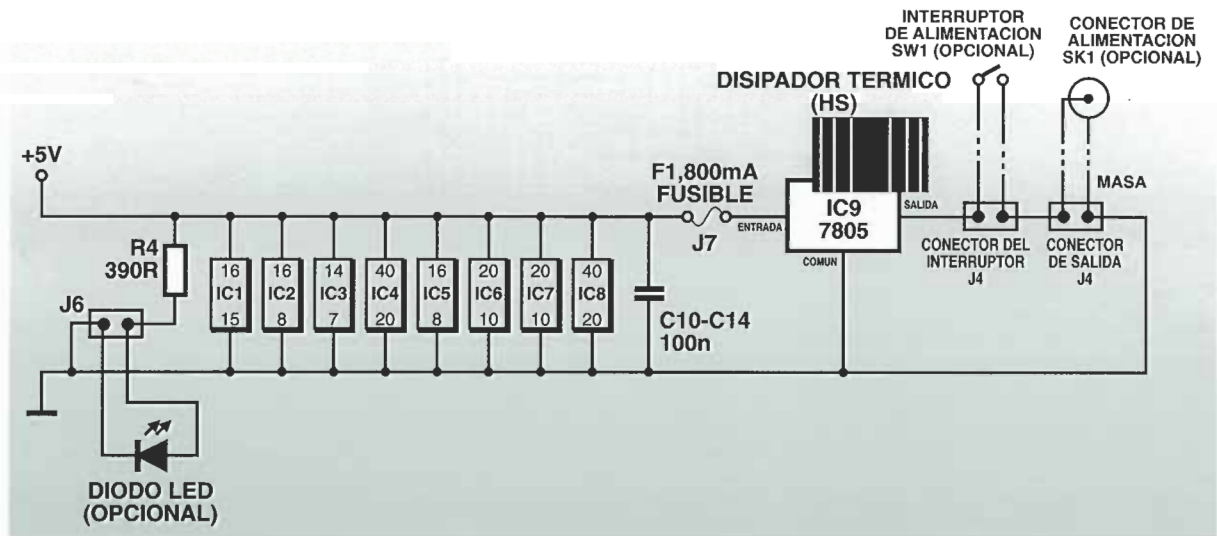 INTERRUPTOR
DE ALIMENTACION
SW1 (OPCIONAL)
CONECTOR DE
ALIMENTACION
SK1 (OPCIONAL)
DISIPADOR TERMICO
(HS)
+5V
F1,800mA
FUSIBLE
J7
ENTRADA
IC9
7805
SALIDA
COMUN
MASA
CONECTOR DEL
INTERRUPTOR
J4
CONECTOR
DE SALIDA
J4
R4
390R
J6
16
IC1
15
16
IC2
8
14
IC3
7
40
IC4
20
16
IC5
8
20
IC6
10
20
IC7
10
40
IC8
20
C10-C14
100n
DIODO LED
(OPCIONAL)